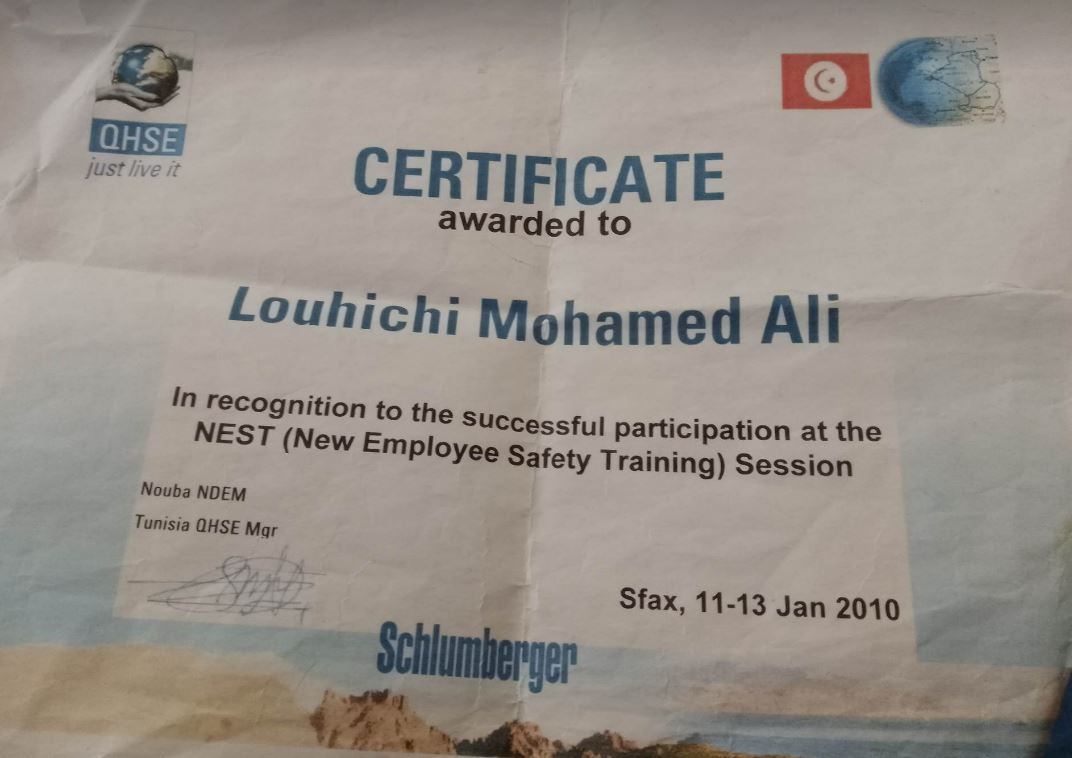 QHSE
just live it
CERTIFICATE
awarded to
Louhichi Mohamed Ali
In recognition to the successful participation at the
NEST (New Employee Safety Training) Session
Nouba NDEM
Tunisia QHSE Mgr
Sfax, 11-13 Jan 2010
Schlumberger